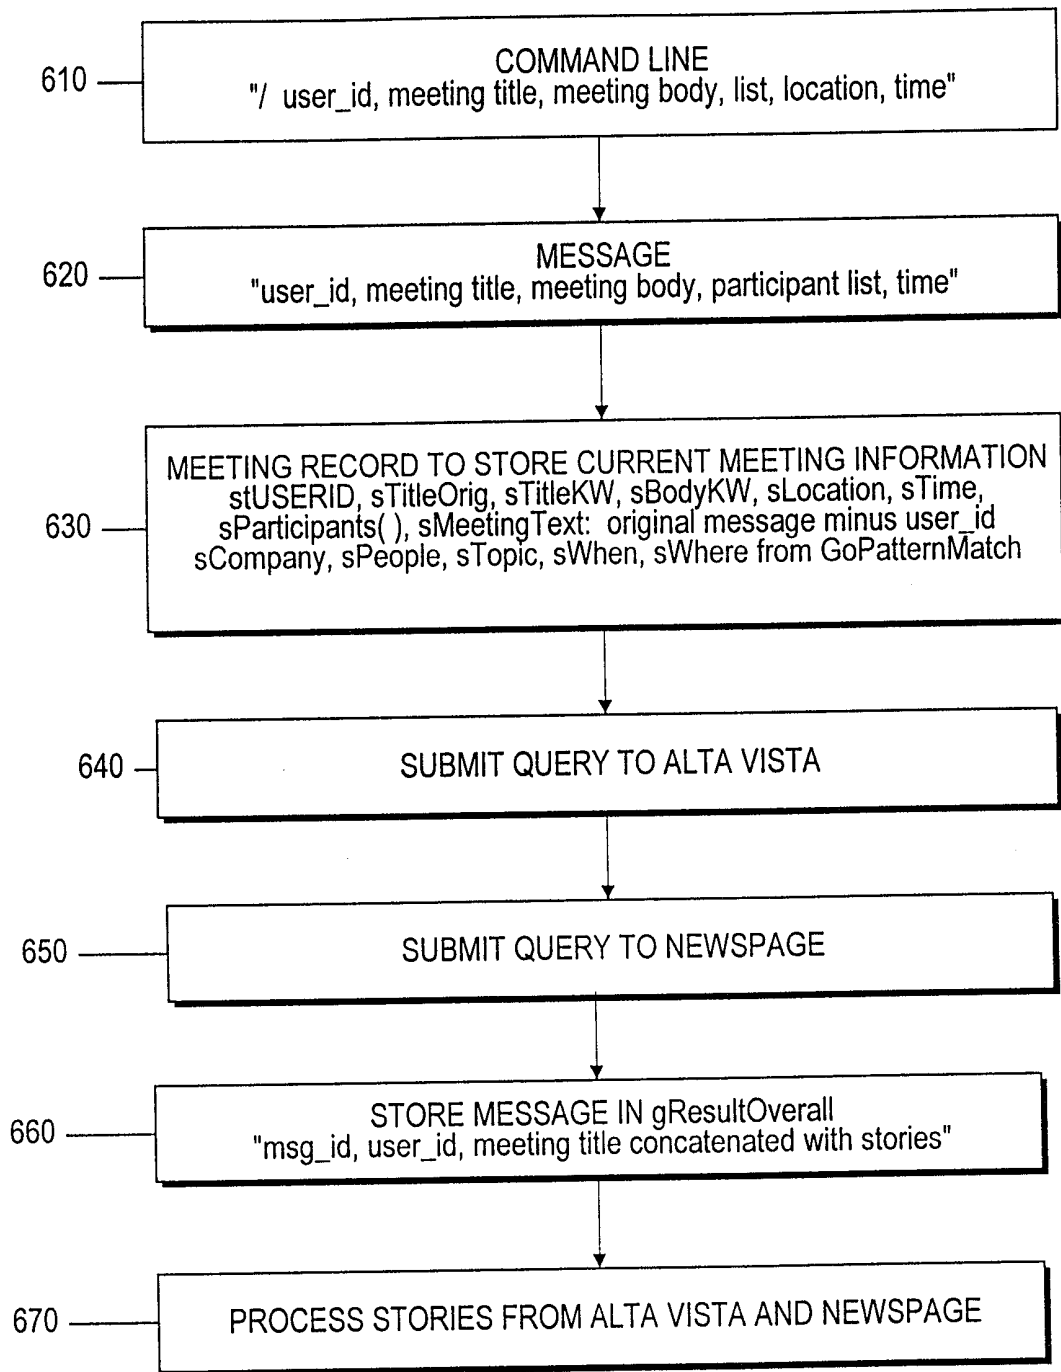 610
COMMAND LINE
"/ user_id, meeting title, meeting body, list, location, time"
620
MESSAGE
"user_id, meeting title, meeting body, participant list, time"
630
MEETING RECORD TO STORE CURRENT MEETING INFORMATION
stUSERID, sTitleOrig, sTitleKW, sBodyKW, sLocation, sTime,
sParticipants( ), sMeetingText: original message minus user_id
sCompany, sPeople, sTopic, sWhen, sWhere from GoPatternMatch
640
SUBMIT QUERY TO ALTA VISTA
650
SUBMIT QUERY TO NEWSPAGE
660
STORE MESSAGE IN gResultOverall
"msg_id, user_id, meeting title concatenated with stories"
670
PROCESS STORIES FROM ALTA VISTA AND NEWSPAGE